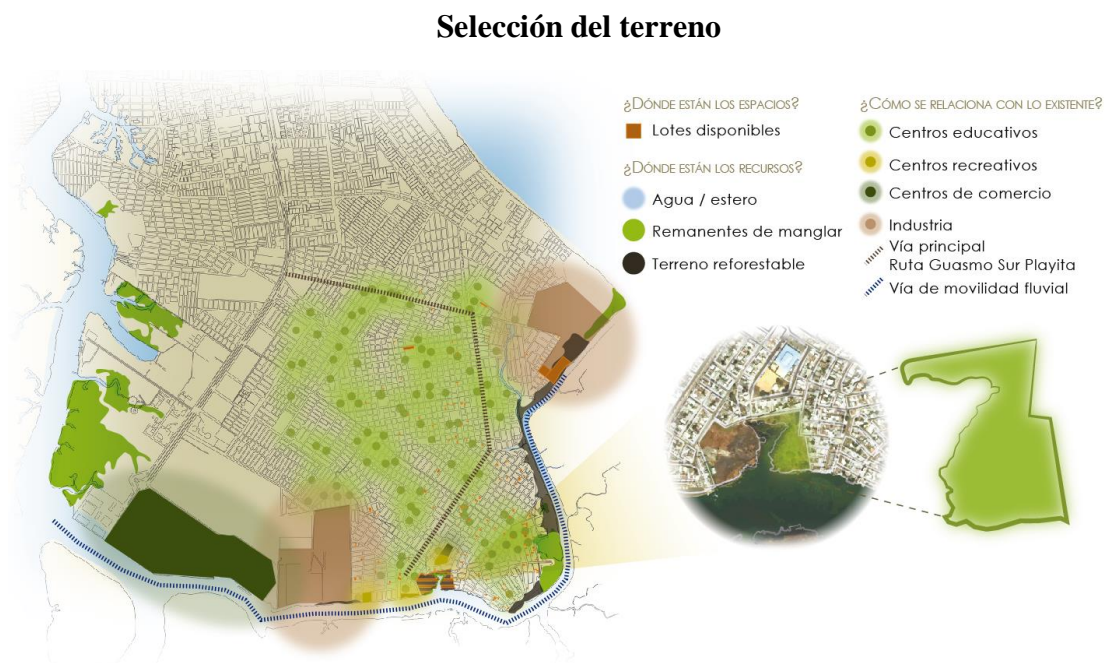 Selección del terreno
¿DÓNDE ESTÁN LOS ESPACIOS?
Lotes disponibles
¿DÓNDE ESTÁN LOS RECURSOS?
Agua / estero
Remanentes de manglar
Terreno reforestable
¿CÓMO SE RELACIONA CON LO EXISTENTE?
Centros educativos
Centros recreativos
Centros de comercio
Industria
Vía principal
Ruta Guasmo Sur Playita
Vía de movilidad fluvial